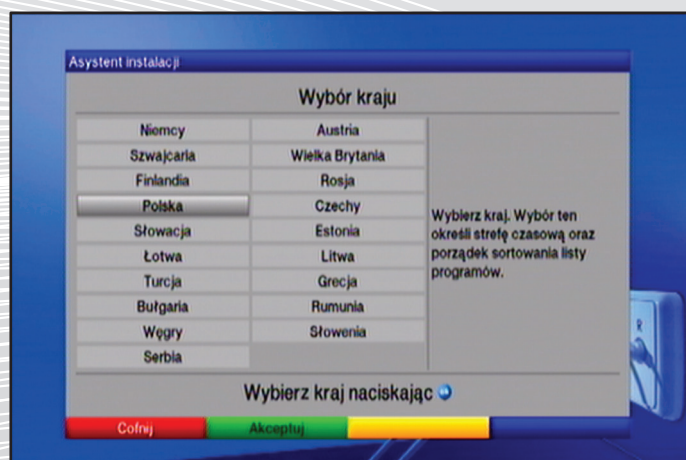 Asystent instalacji
Wybór kraju
Niemcy
Austria
Szwajcaria
Wielka Brytania
Finlandia
Rosja
Polska
Czechy
Słowacja
Estonia
Łotwa
Litwa
Turcja
Grecja
Bułgaria
Rumunia
Węgry
Słowenia
Serbia
Wybierz kraj. Wybór ten
określi strefę czasową oraz
porządek sortowania listy
programów.
Wybierz kraj naciskając
Cofnij
Akceptuj
R